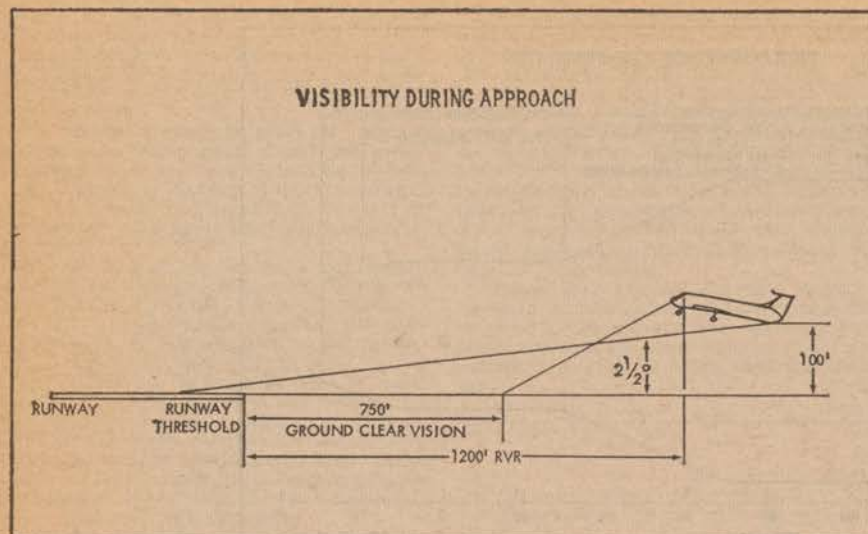 VISIBILITY DURING APPROACH
100'
2½°
RUNWAY
RUNWAY
THRESHOLD
750'
GROUND CLEAR VISION
1200' RVR